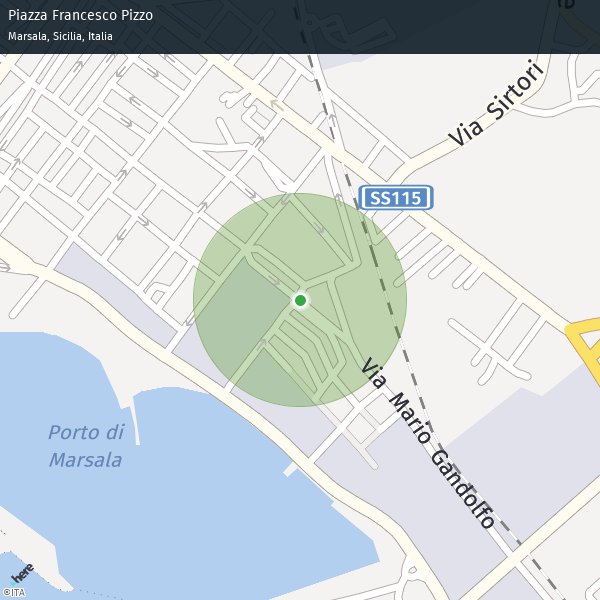 Piazza Francesco Pizzo
Marsala, Sicilia, Italia
Via Sirtori
SS115
Via Mario Gandolfo
Porto di
Marsala
here
©ITA